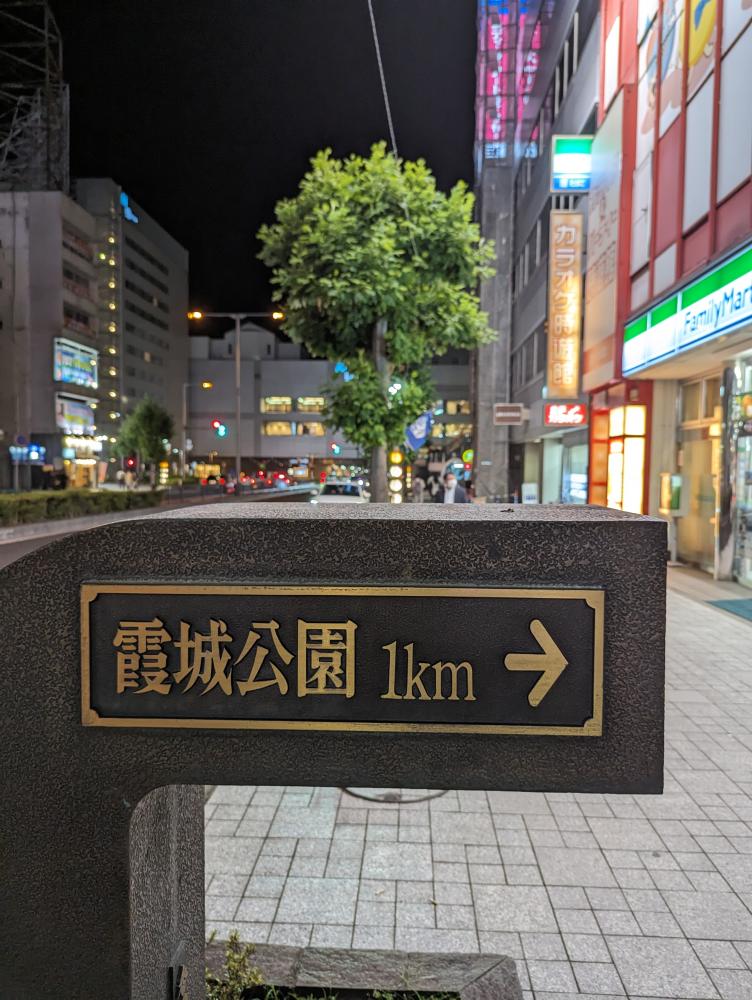 カラオケ時遊館
FamilyMart
霞城公園 1km →